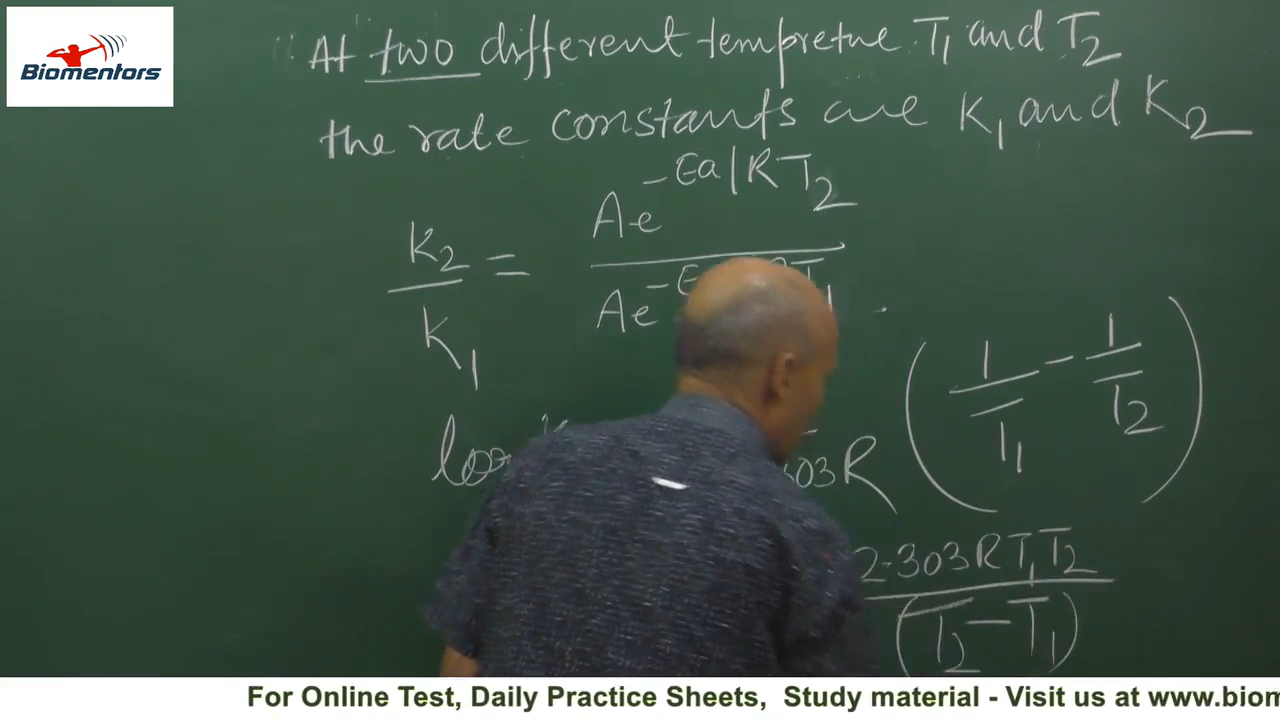 Biomentors
At two different tempretue T1 and T2
the rate constants are K1 and K2
K2/K1 = Ae^-Ea/RT2
Ae^-E
R (1/T1 - 1/T2)
2.303RT1T2
(T2-T1)
For Online Test, Daily Practice Sheets, Study material - Visit us at www.biom